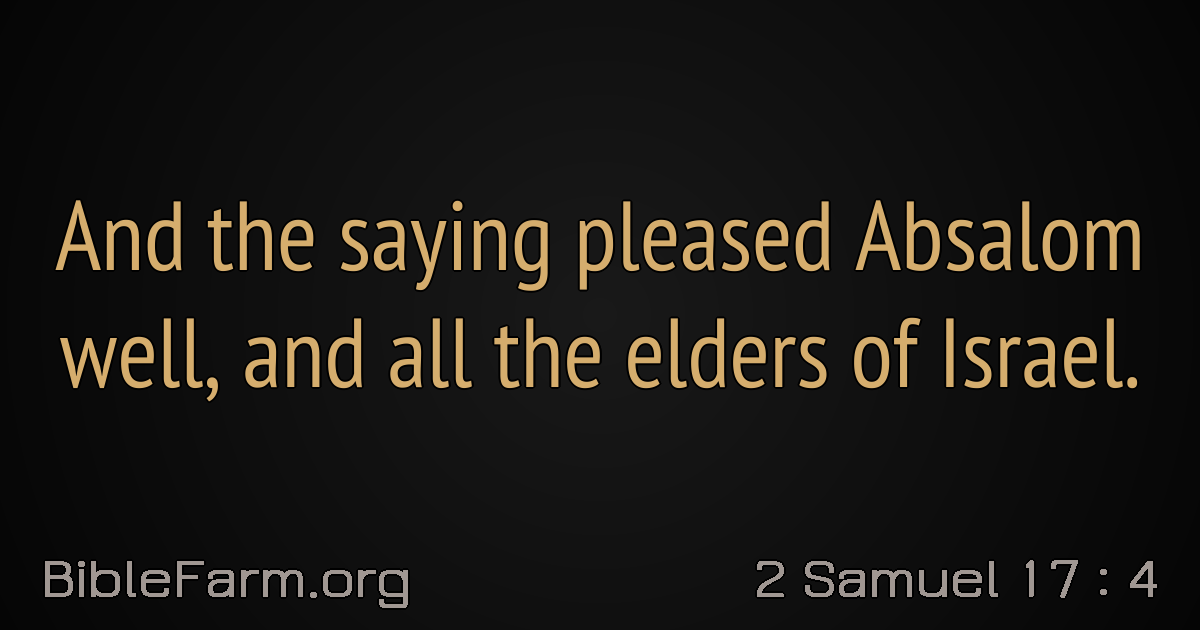 And the saying pleased Absalom
well, and all the elders of Israel.
BibleFarm.org
2 Samuel 17 : 4